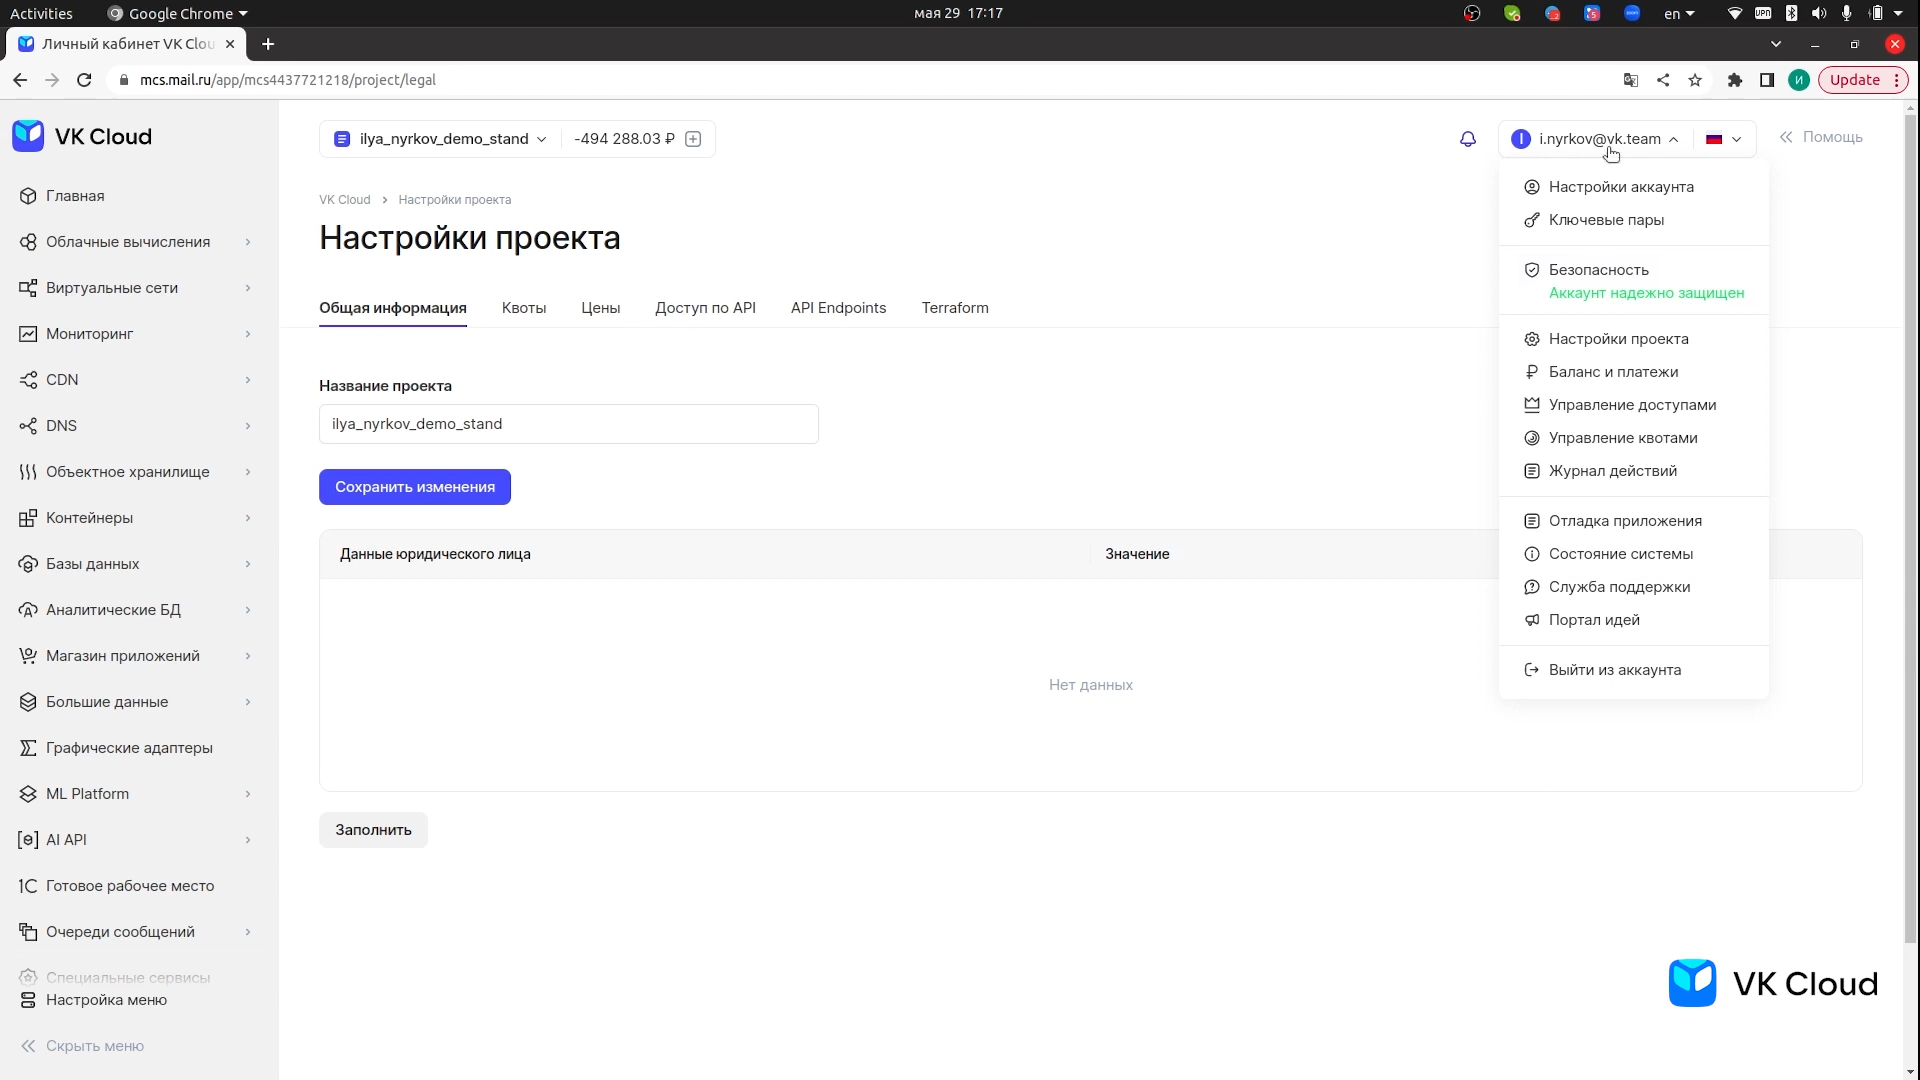 Activities
Google Chrome
мая 29 17:17
en
Личный кабинет VK Clou
mcs.mail.ru/app/mcs4437721218/project/legal
И
Update
VK Cloud
ilya_nyrkov_demo_stand
-494 288.03 ₽
I
i.nyrkov@vk.team
Помощь
Главная
Облачные вычисления
Виртуальные сети
Мониторинг
CDN
DNS
Объектное хранилище
Контейнеры
Базы данных
Аналитические БД
Магазин приложений
Большие данные
Графические адаптеры
ML Platform
AI API
1C Готовое рабочее место
Очереди сообщений
Специальные сервисы
Настройка меню
Скрыть меню
VK Cloud > Настройки проекта
Настройки проекта
Общая информация
Квоты
Цены
Доступ по API
API Endpoints
Terraform
Название проекта
ilya_nyrkov_demo_stand
Сохранить изменения
Данные юридического лица
Значение
Нет данных
Заполнить
Настройки аккаунта
Ключевые пары
Безопасность
Аккаунт надежно защищен
Настройки проекта
Баланс и платежи
Управление доступами
Управление квотами
Журнал действий
Отладка приложения
Состояние системы
Служба поддержки
Портал идей
Выйти из аккаунта
VK Cloud